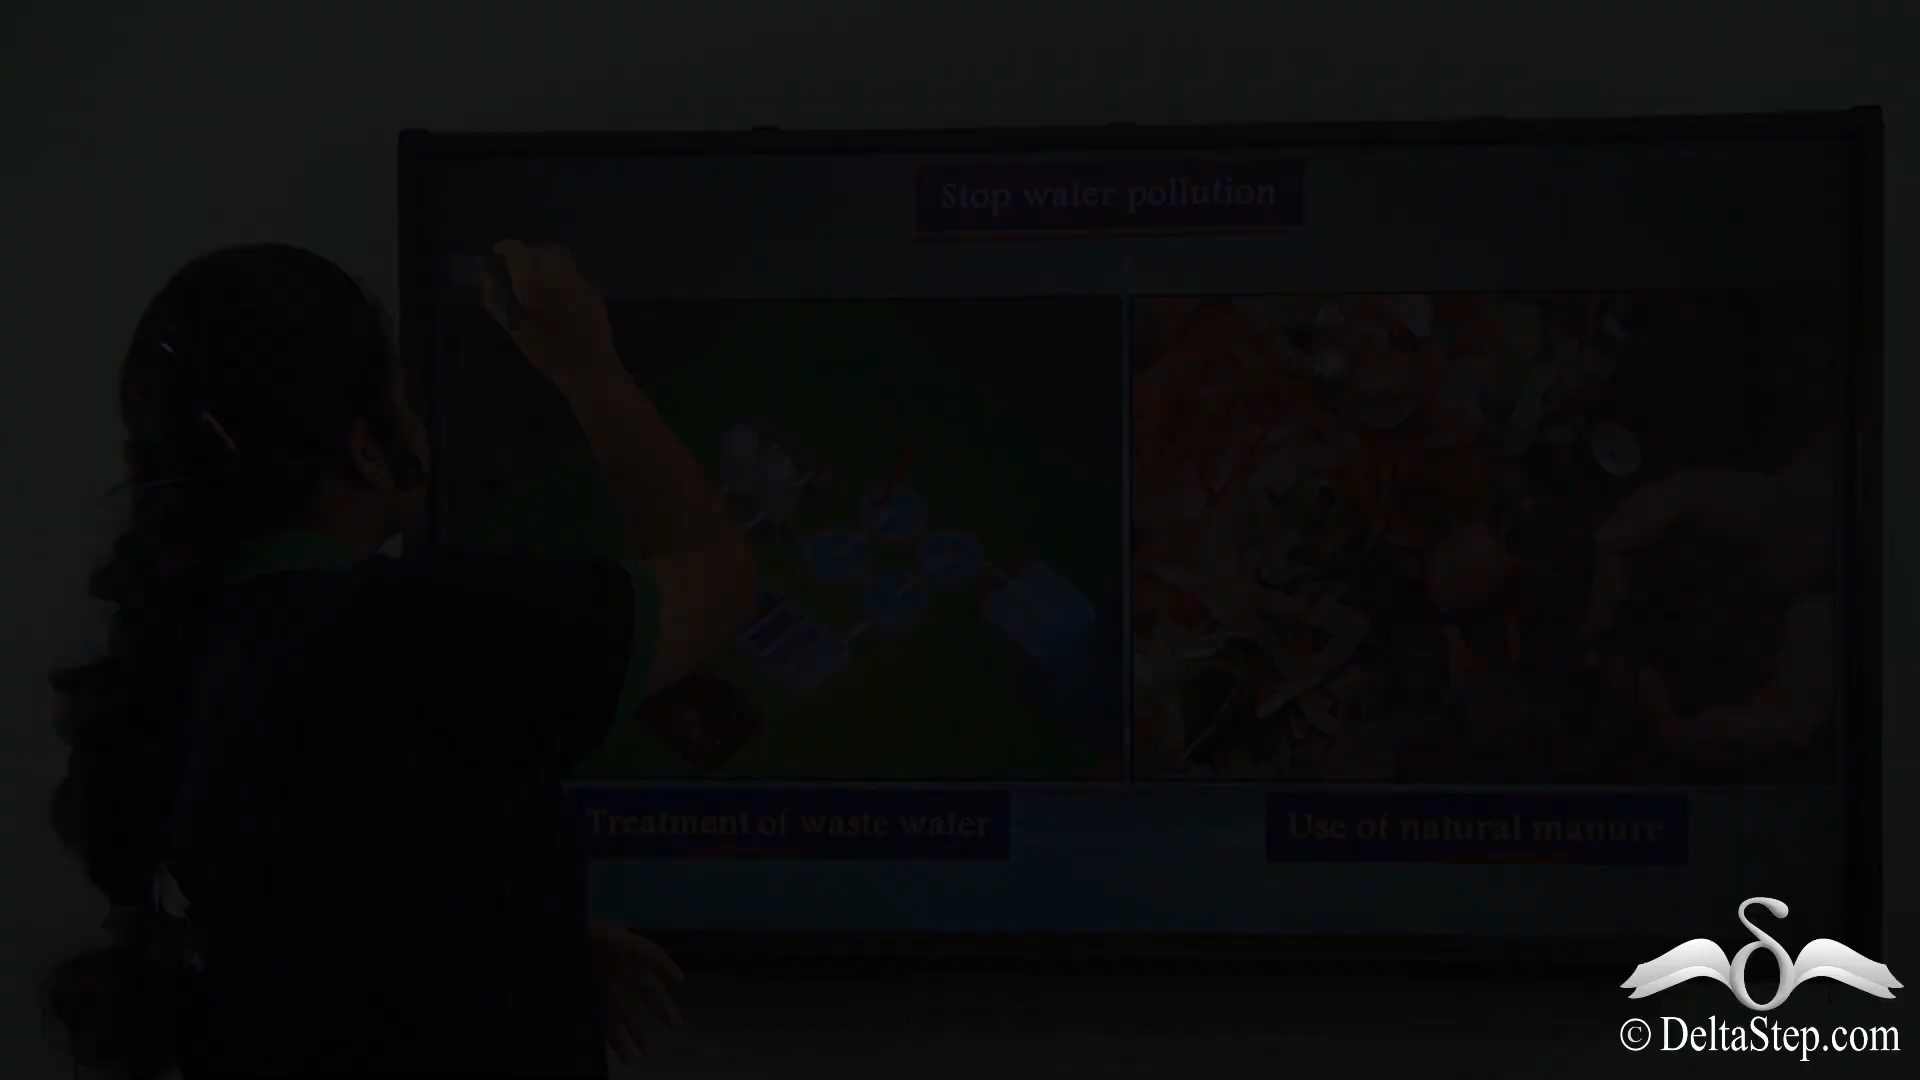 Stop water pollution
Treatment of waste water
Use of natural manure
© DeltaStep.com